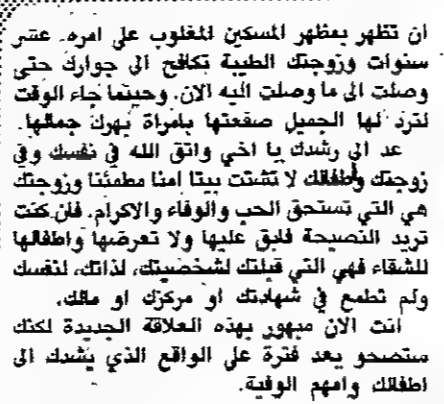 ان تظهر بمظهر المسكين المغلوب على امره. عشر
سنوات وزوجتك الطيبة تكافح الى جوارك حتى
وصلت الى ما وصلت اليه الان. وحينما جاء الوقت
لترد لها الجميل صفعتها بامراة بهرك جمالها.
عد الى رشدك يا اخي واتق الله في نفسك وفي
زوجتك واطفالك لا تشتت بيتا امنا مطمئنا وزوجتك
هي التي تستحق الحب والوفاء والاكرام. فان كنت
تريد النصيحة فابق عليها ولا تعرضها واطفالها
للشقاء فهي التي قبلتك لشخصيتك، لذاتك، لنفسك
ولم تطمع في شهادتك او مركزك او مالك.
انت الان مبهور بهذه العلاقة الجديدة لكنك
ستصحو بعد فترة على الواقع الذي يشدك الى
اطفالك وامهم الوفية.